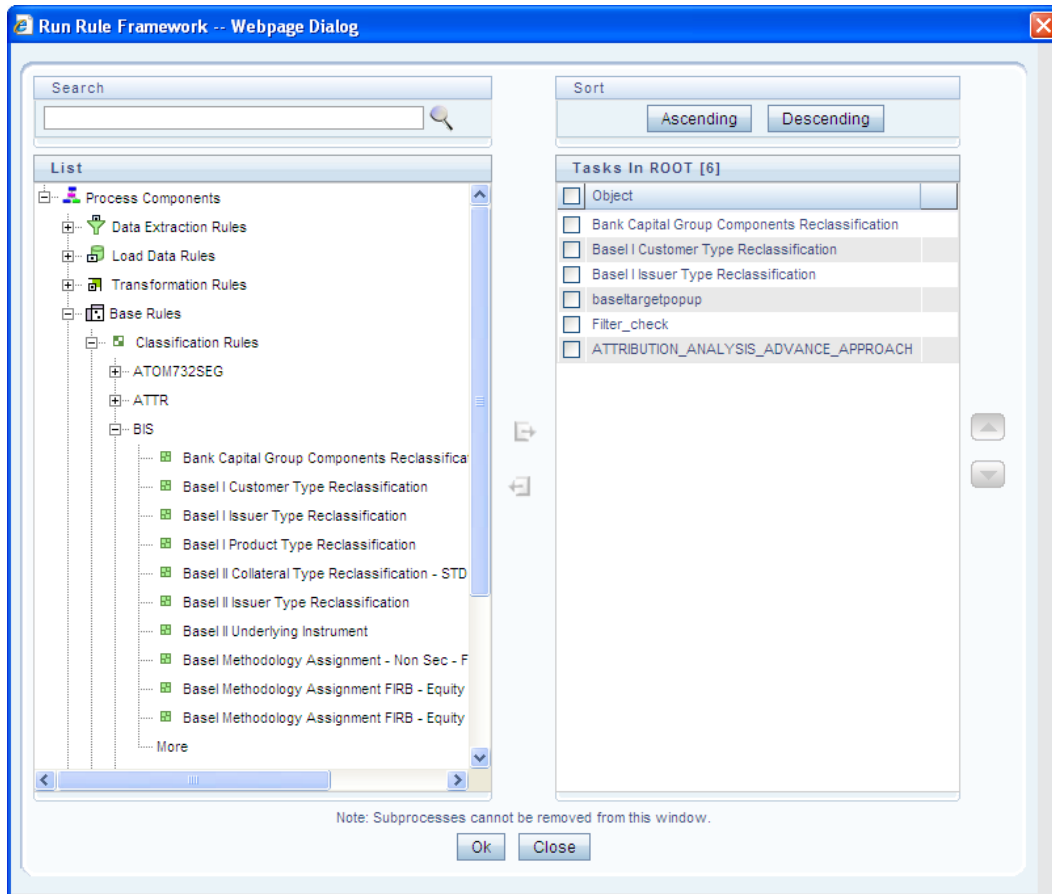 Run Rule Framework -- Webpage Dialog
Search
List
Process Components
Data Extraction Rules
Load Data Rules
Transformation Rules
Base Rules
Classification Rules
ATOM732SEG
ATTR
BIS
Bank Capital Group Components Reclassifica
Basel I Customer Type Reclassification
Basel I Issuer Type Reclassification
Basel I Product Type Reclassification
Basel II Collateral Type Reclassification - STD
Basel II Issuer Type Reclassification
Basel II Underlying Instrument
Basel Methodology Assignment - Non Sec - F
Basel Methodology Assignment FIRB - Equity
Basel Methodology Assignment FIRB - Equity
More
Sort
Ascending Descending
Tasks In ROOT [6]
Object
Bank Capital Group Components Reclassification
Basel I Customer Type Reclassification
Basel I Issuer Type Reclassification
baseltargetpopup
Filter_check
ATTRIBUTION_ANALYSIS_ADVANCE_APPROACH
Note: Subprocesses cannot be removed from this window.
Ok Close